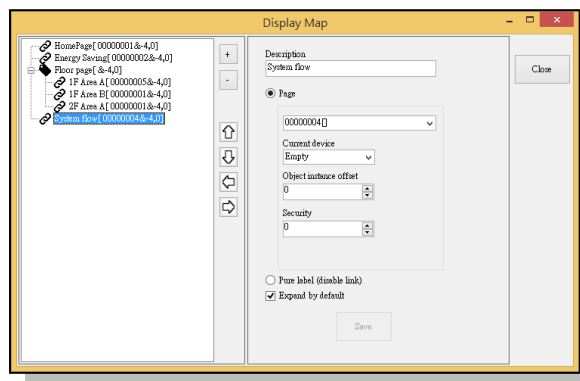 Display Map
HomePage[ 00000001&-4,0]
Energy Saving[ 00000002&-4,0]
Floor page[ &-4,0]
1F Area A[ 00000005&-4,0]
1F Area B[ 00000001&-4,0]
2F Area A[ 00000001&-4,0]
System flow[ 00000004&-4,0]
+
-
Description
System flow
Page
00000004[]
Current device
Empty
Object instance offset
0
Security
0
Pure label (disable link)
Expand by default
Save
Close